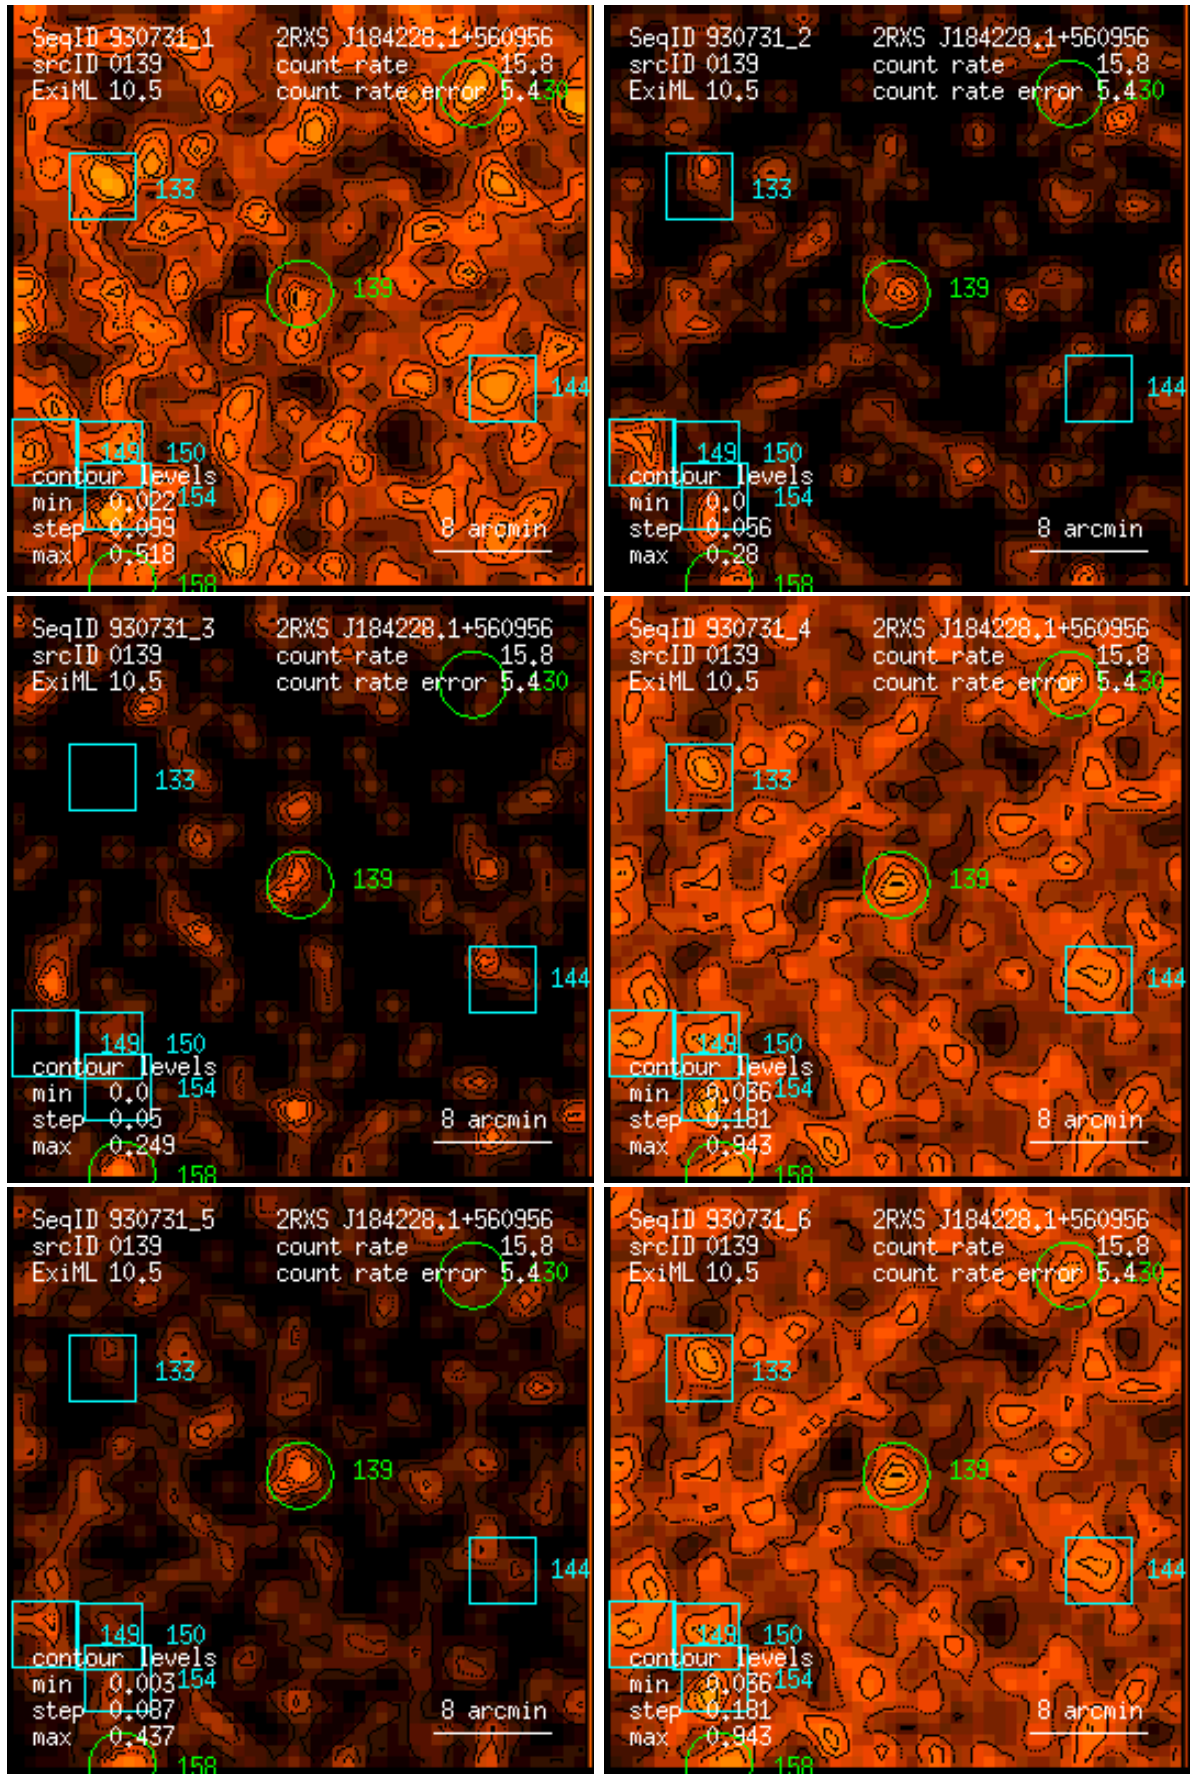 SeqID 930731_1 2RXS J184228.1+560956
srcID 0139 count rate 15.8
ExiML 10.5 count rate error 5.4 130
133
139
144
149 150
contour levels
min 0.022 154
step 0.099 8 arcmin
max 0.518
158
SeqID 930731_2 2RXS J184228.1+560956
srcID 0139 count rate 15.8
ExiML 10.5 count rate error 5.4 130
133
139
144
149 150
contour levels
min 0.0 154
step 0.056 8 arcmin
max 0.28
158
SeqID 930731_3 2RXS J184228.1+560956
srcID 0139 count rate 15.8
ExiML 10.5 count rate error 5.4 130
133
139
144
149 150
contour levels
min 0.0 154
step 0.05 8 arcmin
max 0.249
158
SeqID 930731_4 2RXS J184228.1+560956
srcID 0139 count rate 15.8
ExiML 10.5 count rate error 5.4 130
133
139
144
149 150
contour levels
min 0.036 154
step 0.181 8 arcmin
max 0.943
158
SeqID 930731_5 2RXS J184228.1+560956
srcID 0139 count rate 15.8
ExiML 10.5 count rate error 5.4 130
133
139
144
149 150
contour levels
min 0.003 154
step 0.087 8 arcmin
max 0.437
158
SeqID 930731_6 2RXS J184228.1+560956
srcID 0139 count rate 15.8
ExiML 10.5 count rate error 5.4 130
133
139
144
149 150
contour levels
min 0.036 154
step 0.181 8 arcmin
max 0.943
158